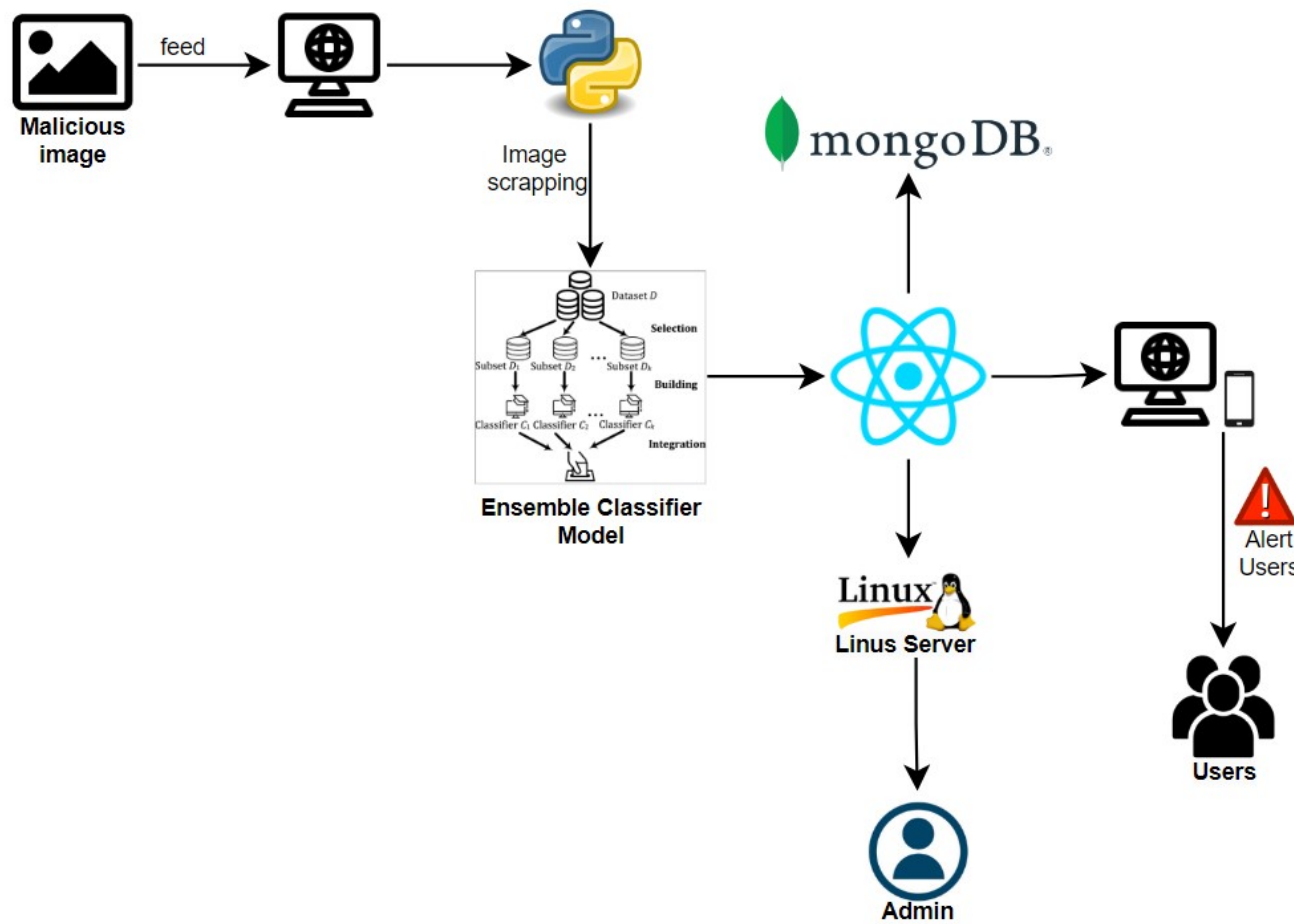 feed
Malicious
image
Image
scrapping
mongoDB®
Dataset D
Selection
Subset D₁ Subset D₂ ... Subset Dₖ
Building
...
Classifier C₁ Classifier C₂ Classifier Cₖ
Integration
Ensemble Classifier
Model
Linux™
Linus Server
Alert
Users
Users
Admin